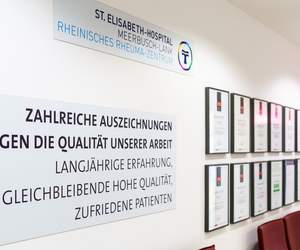 ST. ELISABETH-HOSPITAL
MEERBUSCH-LANK
RHEINISCHES RHEUMA-ZENTRUM
ZAHLREICHE AUSZEICHNUNGEN
GEN DIE QUALITÄT UNSERER ARBEIT
LANGJÄHRIGE ERFAHRUNG,
GLEICHBLEIBENDE HOHE QUALITÄT,
ZUFRIEDENE PATIENTEN